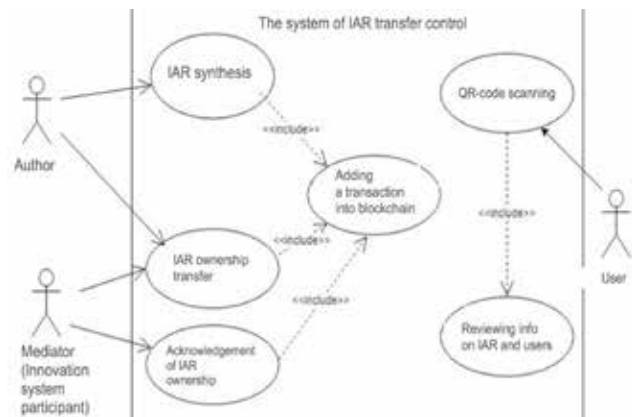 The system of IAR transfer control
IAR synthesis
QR-code scanning
<<include>>
Author
Adding
a transaction
into blockchain
<<include>>
<<include>>
IAR ownership
transfer
<<include>>
User
Mediator
(Innovation
system
participant)
Acknowledgement
of IAR
ownership
Reviewing info
on IAR and users